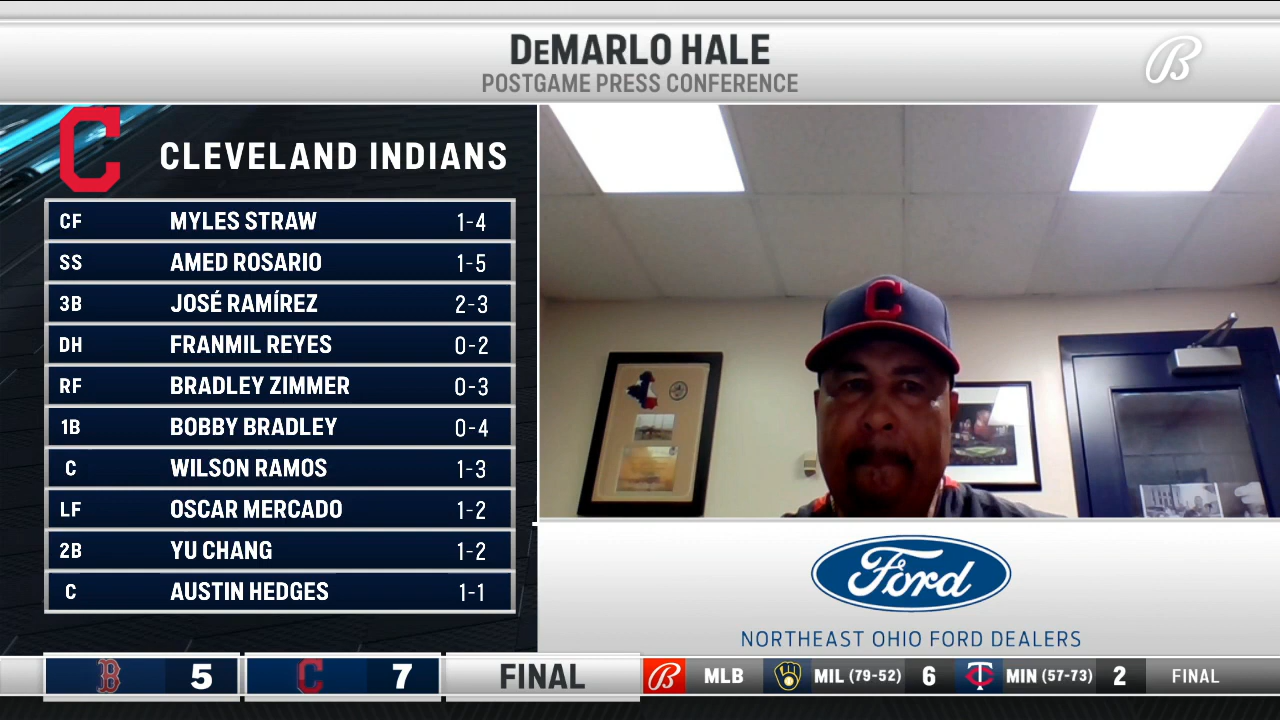 DEMARLO HALE
POSTGAME PRESS CONFERENCE
B
C
CLEVELAND INDIANS
CF MYLES STRAW 1-4
SS AMED ROSARIO 1-5
3B JOSÉ RAMÍREZ 2-3
DH FRANMIL REYES 0-2
RF BRADLEY ZIMMER 0-3
1B BOBBY BRADLEY 0-4
C WILSON RAMOS 1-3
LF OSCAR MERCADO 1-2
2B YU CHANG 1-2
C AUSTIN HEDGES 1-1
C
Ford
NORTHEAST OHIO FORD DEALERS
B 5 C 7 FINAL B MLB MIL (79-52) 6 TC MIN (57-73) 2 FINAL